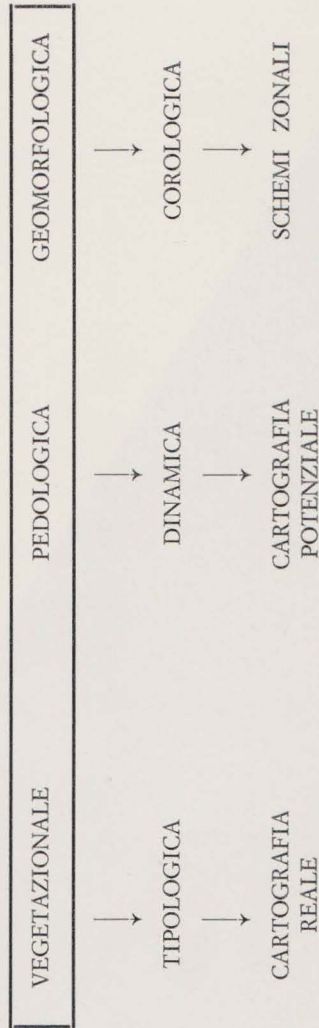 VEGETAZIONALE PEDOLOGICA GEOMORFOLOGICA
TIPOLOGICA DINAMICA COROLOGICA
CARTOGRAFIA CARTOGRAFIA SCHEMI ZONALI
REALE POTENZIALE